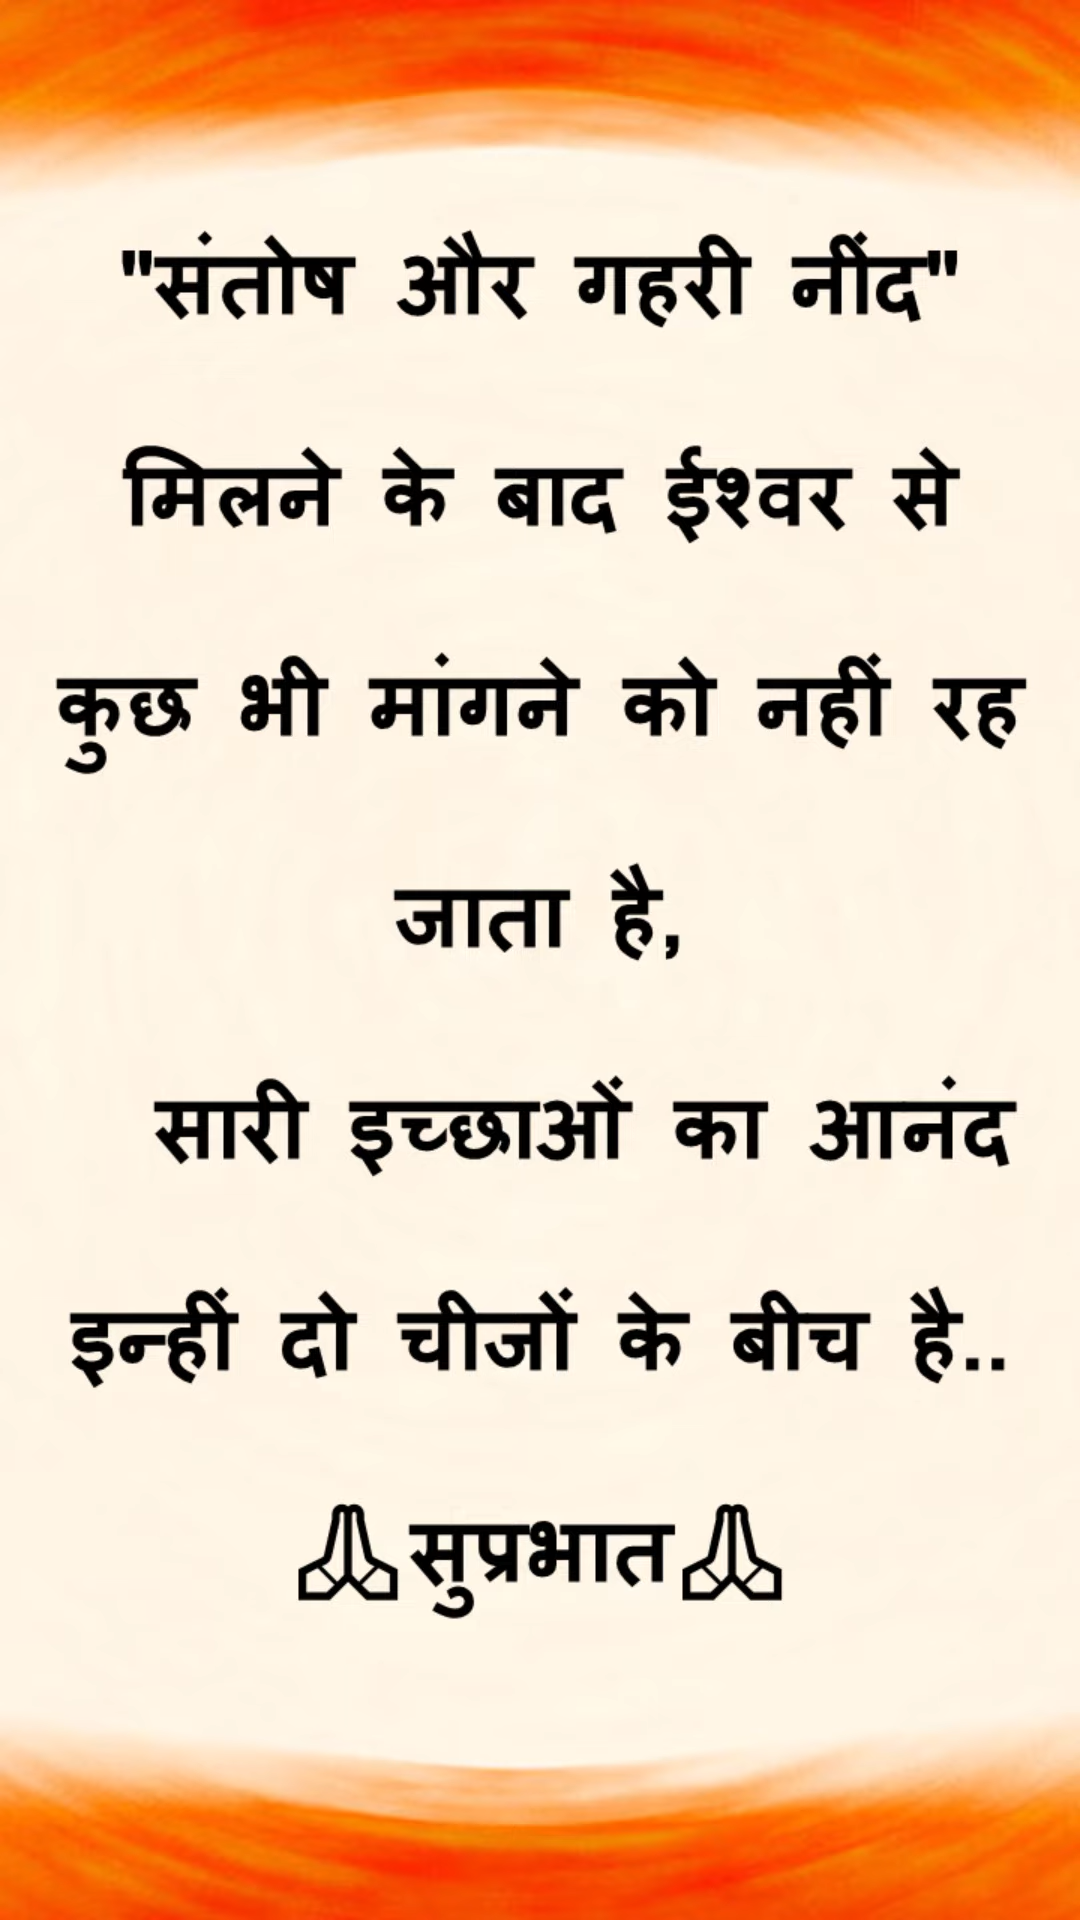 "संतोष और गहरी नींद"
मिलने के बाद ईश्वर से
कुछ भी मांगने को नहीं रह
जाता है,
सारी इच्छाओं का आनंद
इन्हीं दो चीजों के बीच है..
🙏सुप्रभात🙏